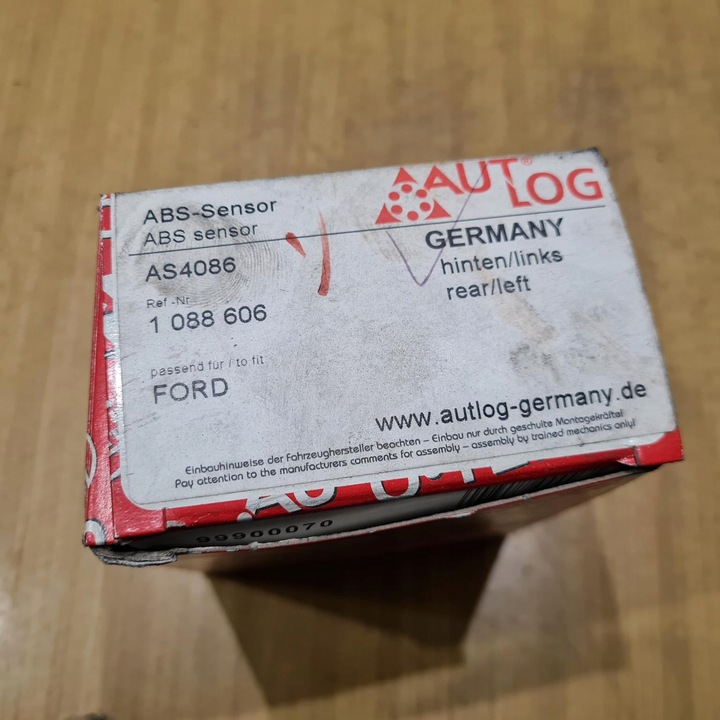 AUTLOG®
GERMANY
ABS-Sensor
ABS sensor
hinten/links
rear/left
AS4086
Ref.-Nr.
1 088 606
passend für / to fit
FORD
www.autlog-germany.de
Einbauhinweise der Fahrzeughersteller beachten – Einbau nur durch geschulte Montagekräfte!
Pay attention to the manufacturers comments for assembly – assembly by trained mechanics only!
99900070